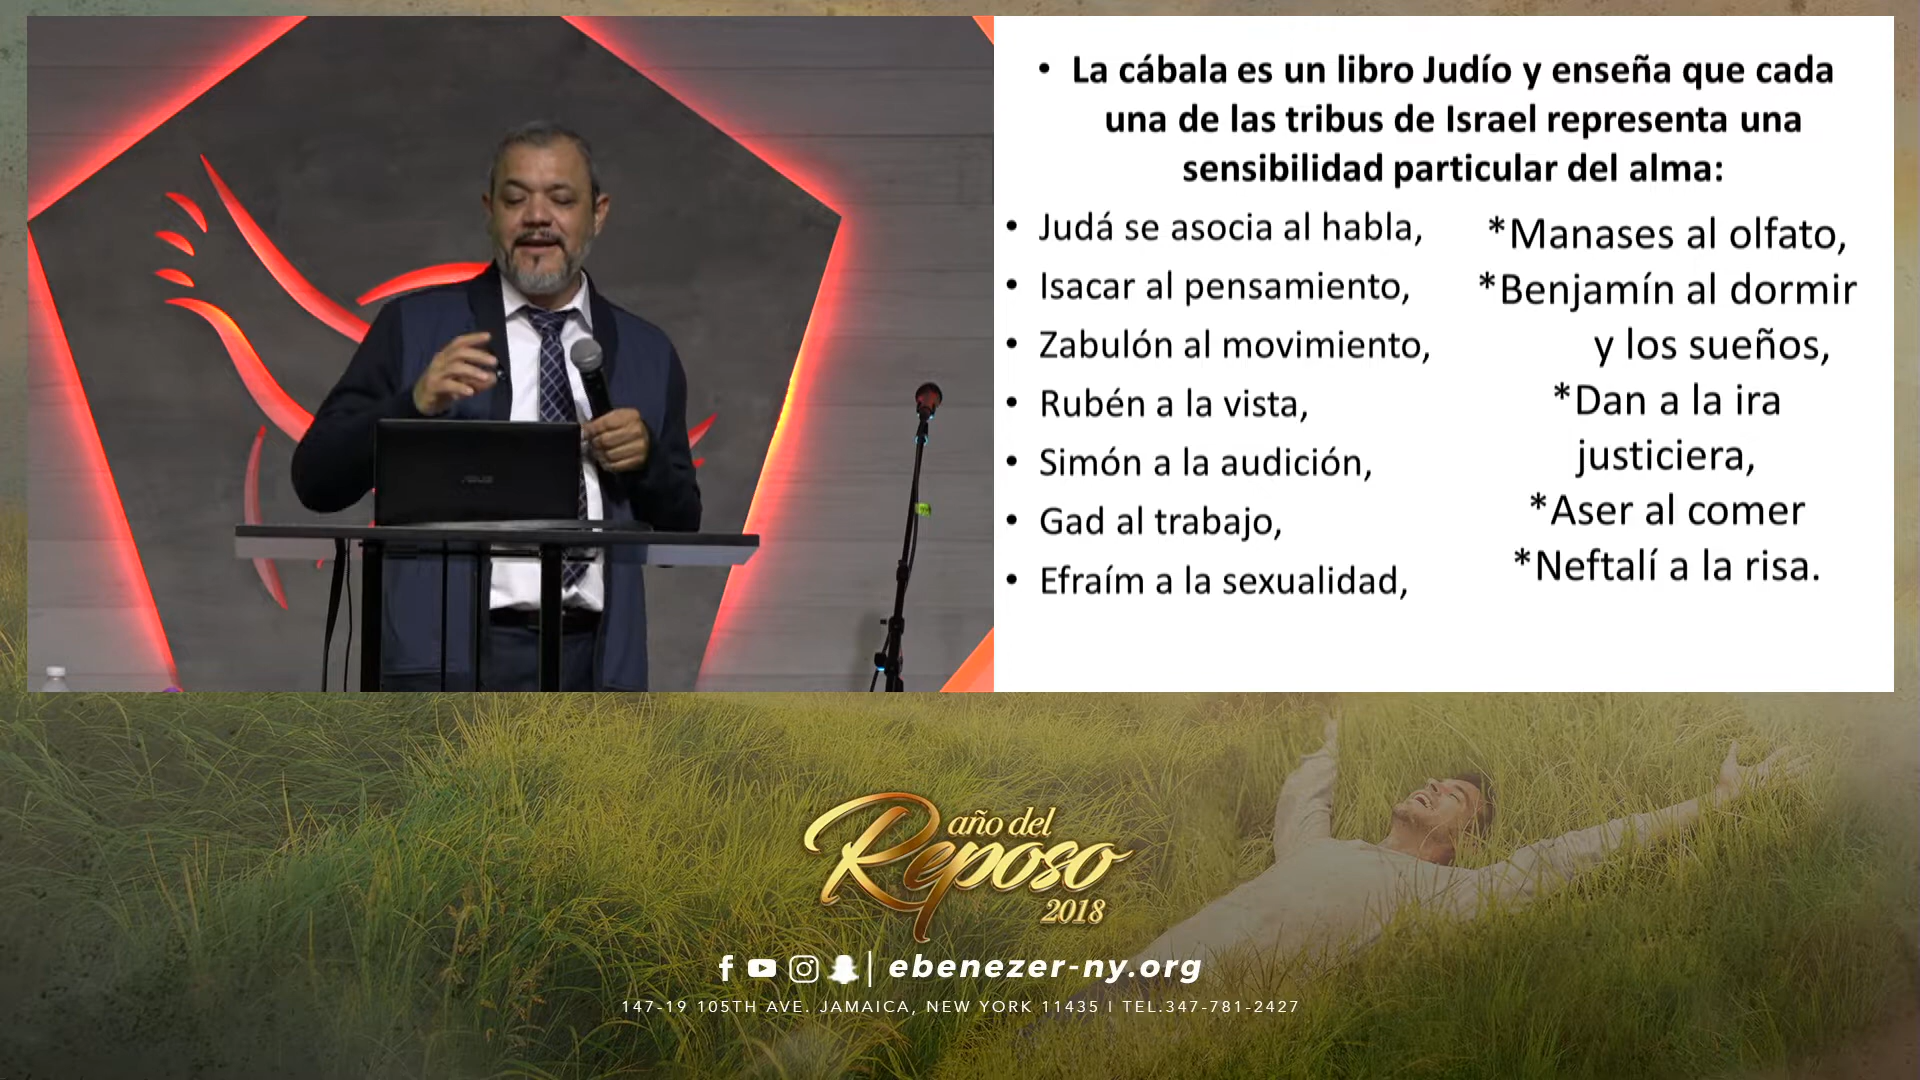 • La cábala es un libro Judío y enseña que cada
una de las tribus de Israel representa una
sensibilidad particular del alma:
• Judá se asocia al habla,
• Isacar al pensamiento,
• Zabulón al movimiento,
• Rubén a la vista,
• Simón a la audición,
• Gad al trabajo,
• Efraím a la sexualidad,
*Manases al olfato,
*Benjamín al dormir
y los sueños,
*Dan a la ira
justiciera,
*Aser al comer
*Neftalí a la risa.
ASUS
año del
Reposo
2018
ebenezer-ny.org
147-19 105TH AVE. JAMAICA, NEW YORK 11435 | TEL.347-781-2427